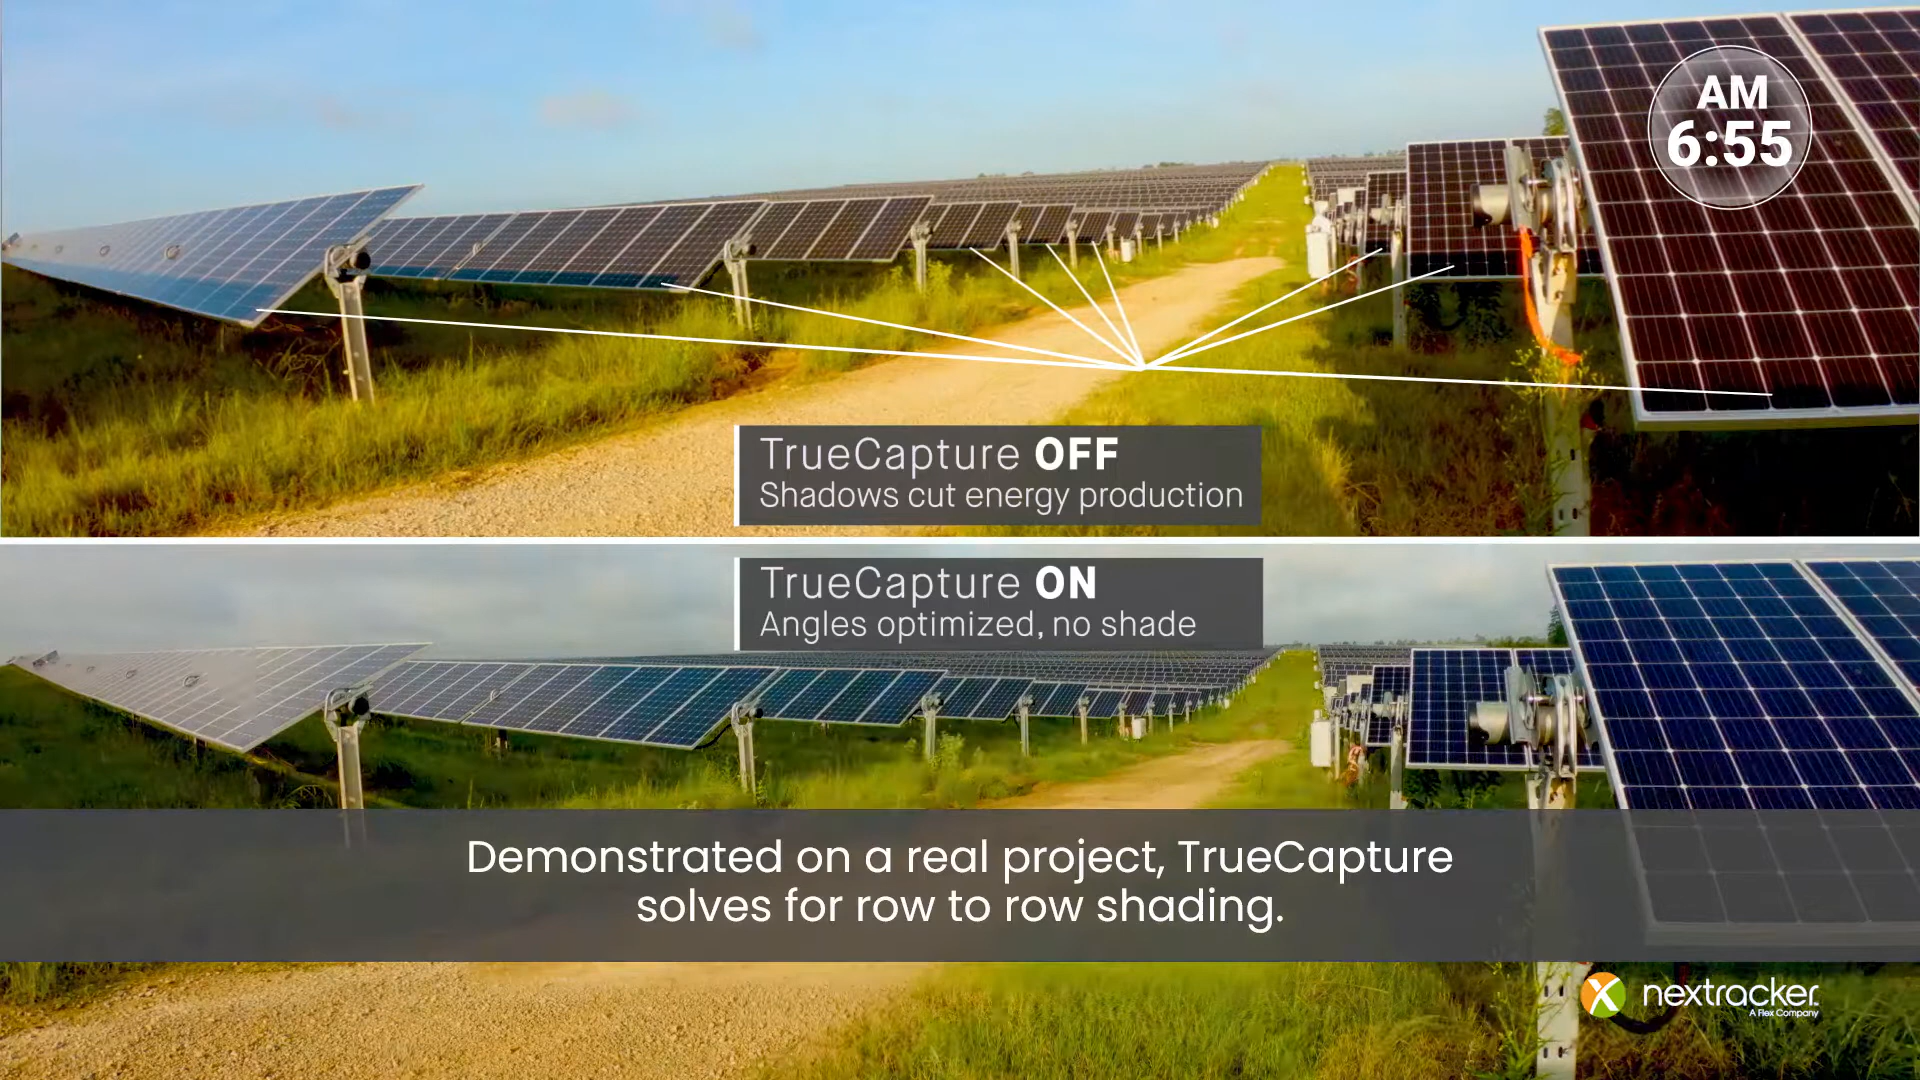 AM
6:55
TrueCapture OFF
Shadows cut energy production
TrueCapture ON
Angles optimized, no shade
Demonstrated on a real project, TrueCapture
solves for row to row shading.
nextracker
A Flex Company